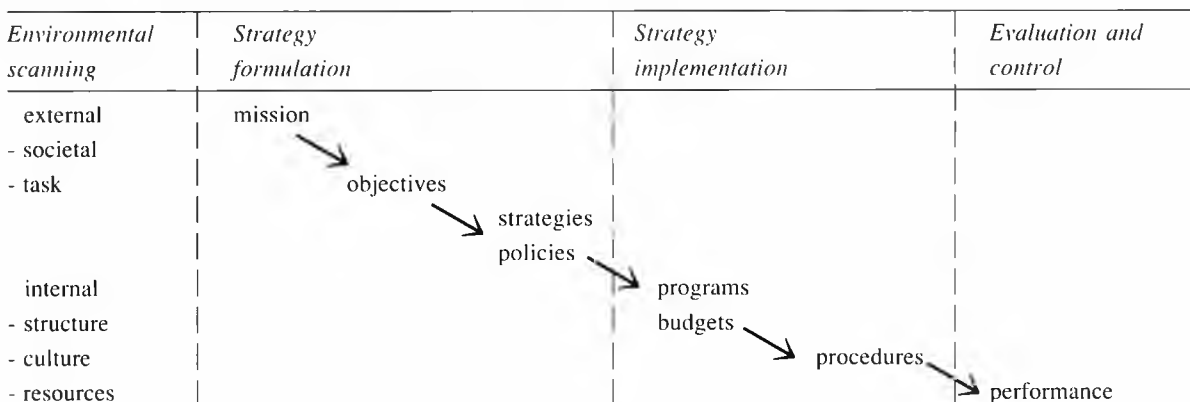 Environmental Strategy Strategy Evaluation and
scanning formulation implementation control
external mission
- societal
- task objectives
strategies
policies
internal programs
- structure budgets
- culture procedures
- resources performance